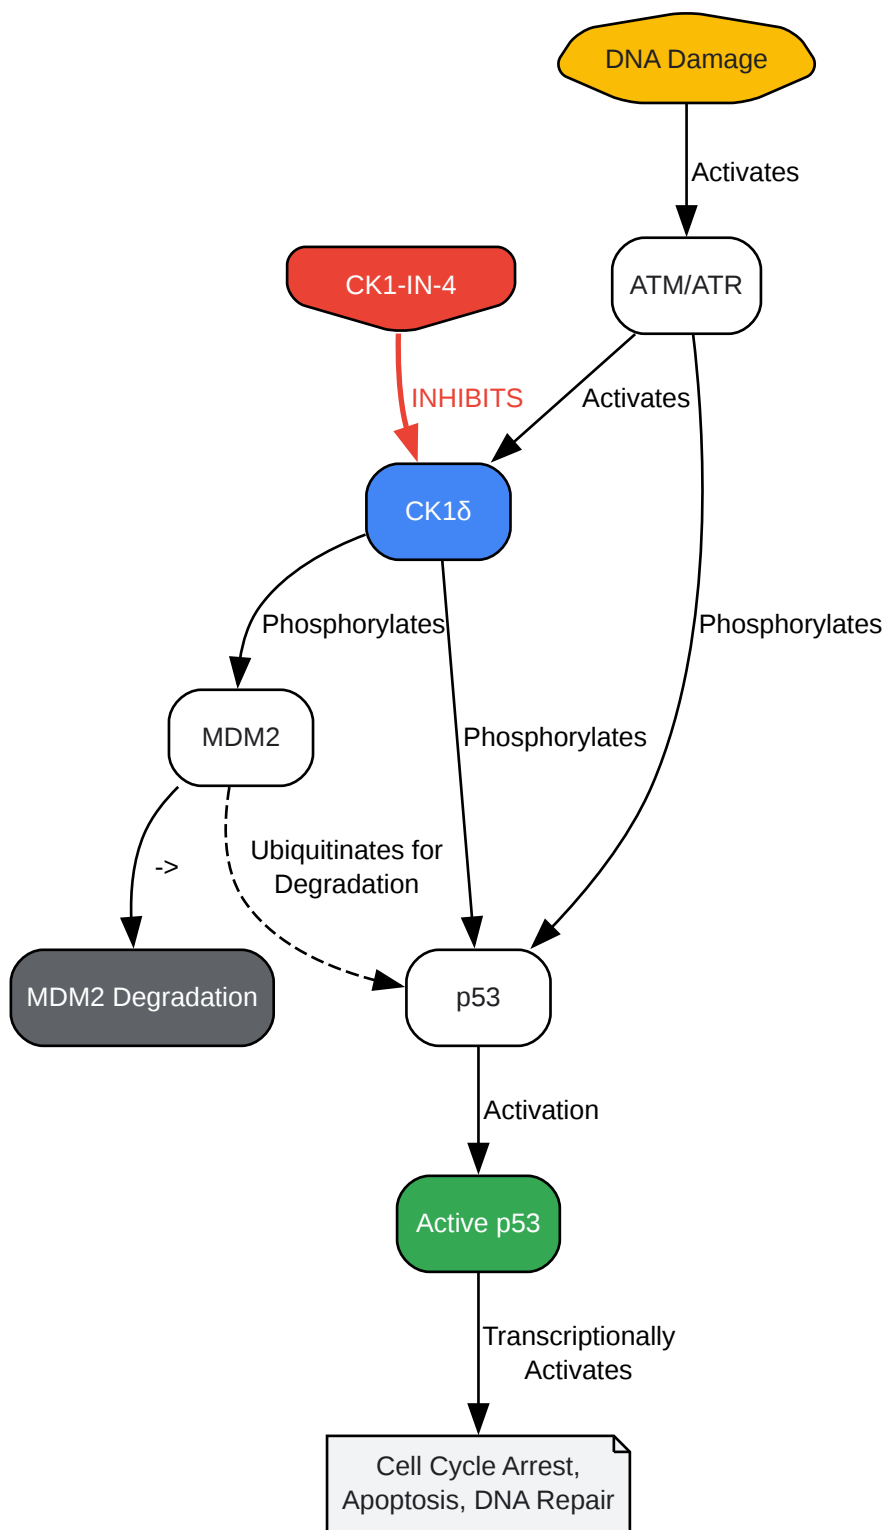 DNA Damage
Activates
CK1-IN-4
ATM/ATR
INHIBITS
Activates
CK1δ
Phosphorylates
Phosphorylates
MDM2
Phosphorylates
->
Ubiquitinates for
Degradation
MDM2 Degradation
p53
Activation
Active p53
Transcriptionally
Activates
Cell Cycle Arrest,
Apoptosis, DNA Repair